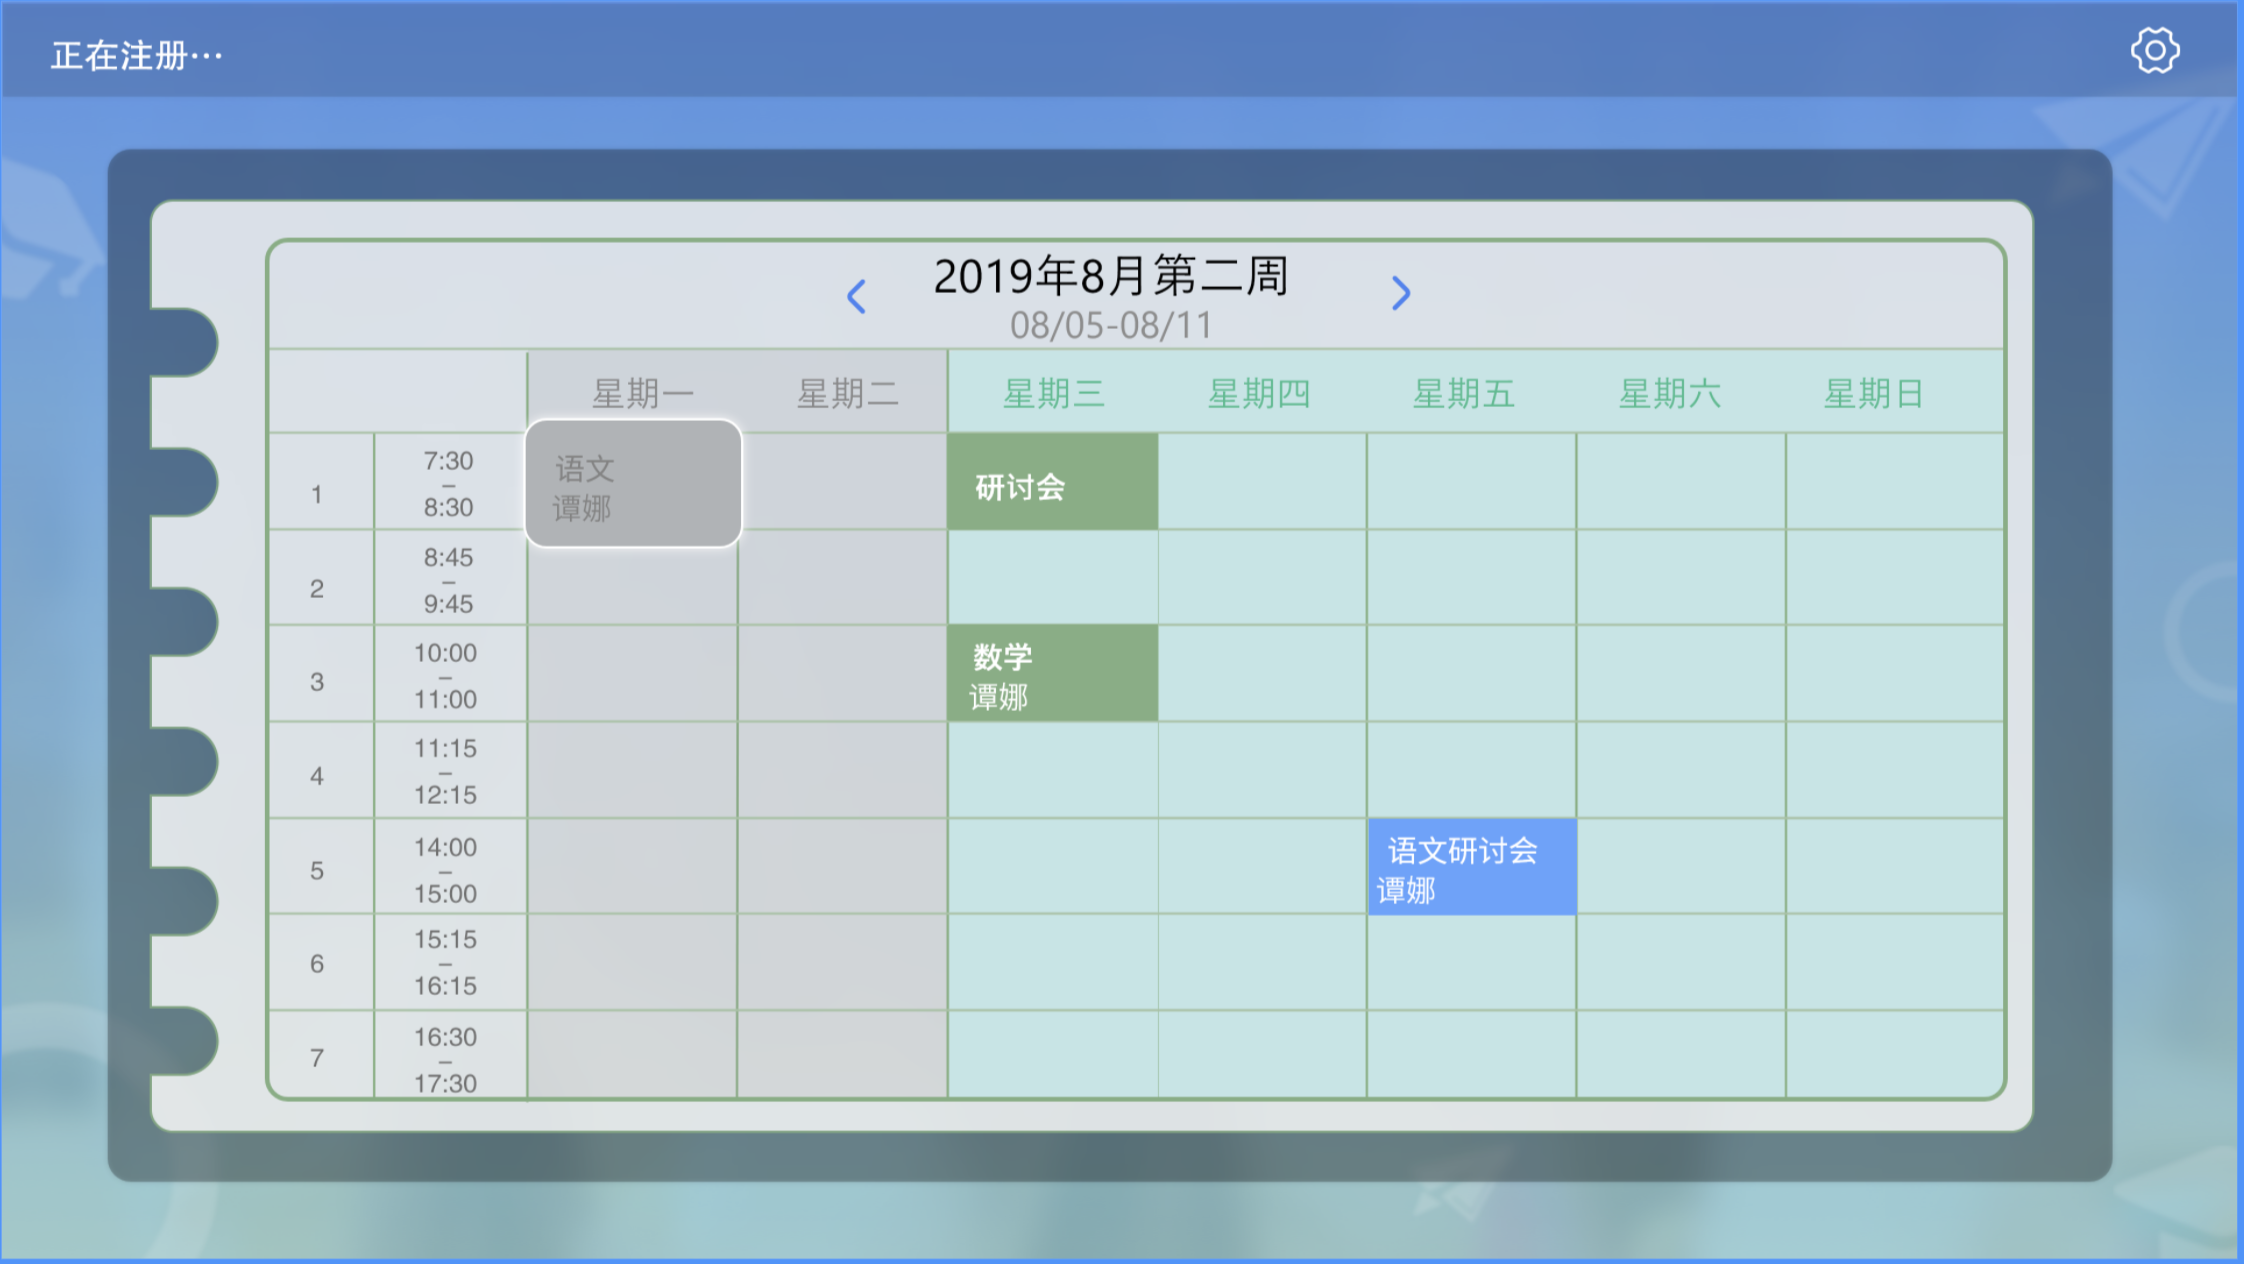 正在注册···
2019年8月第二周
08/05-08/11
星期一 星期二 星期三 星期四 星期五 星期六 星期日
1
7:30
–
8:30
语文
谭娜
研讨会
2
8:45
–
9:45
3
10:00
–
11:00
数学
谭娜
4
11:15
–
12:15
5
14:00
–
15:00
语文研讨会
谭娜
6
15:15
–
16:15
7
16:30
–
17:30